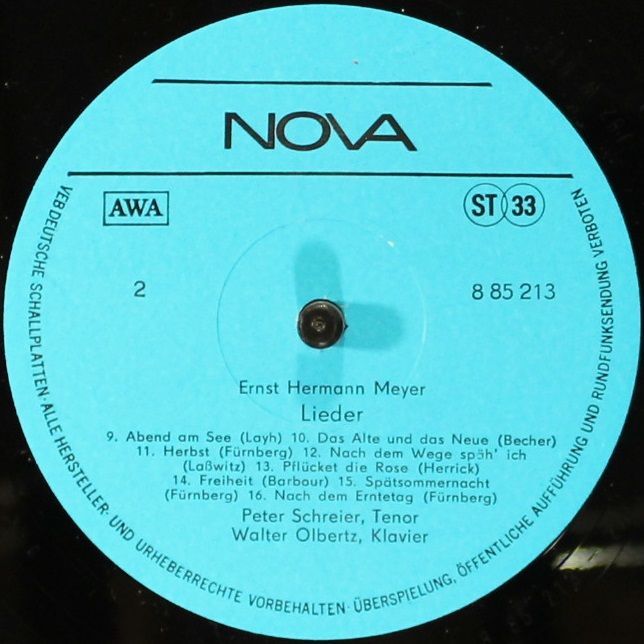 NOVA
AWA
ST 33
2
8 85 213
Ernst Hermann Meyer
Lieder
9. Abend am See (Layh) 10. Das Alte und das Neue (Becher)
11. Herbst (Fürnberg) 12. Nach dem Wege späh' ich
(Laßwitz) 13. Pflücket die Rose (Herrick)
14. Freiheit (Barbour) 15. Spätsommernacht
(Fürnberg) 16. Nach dem Erntetag (Fürnberg)
Peter Schreier, Tenor
Walter Olbertz, Klavier
VEB DEUTSCHE SCHALLPLATTEN · ALLE HERSTELLER- UND URHEBERRECHTE VORBEHALTEN · ÜBERSPIELUNG, ÖFFENTLICHE AUFFÜHRUNG UND RUNDFUNKSENDUNG VERBOTEN